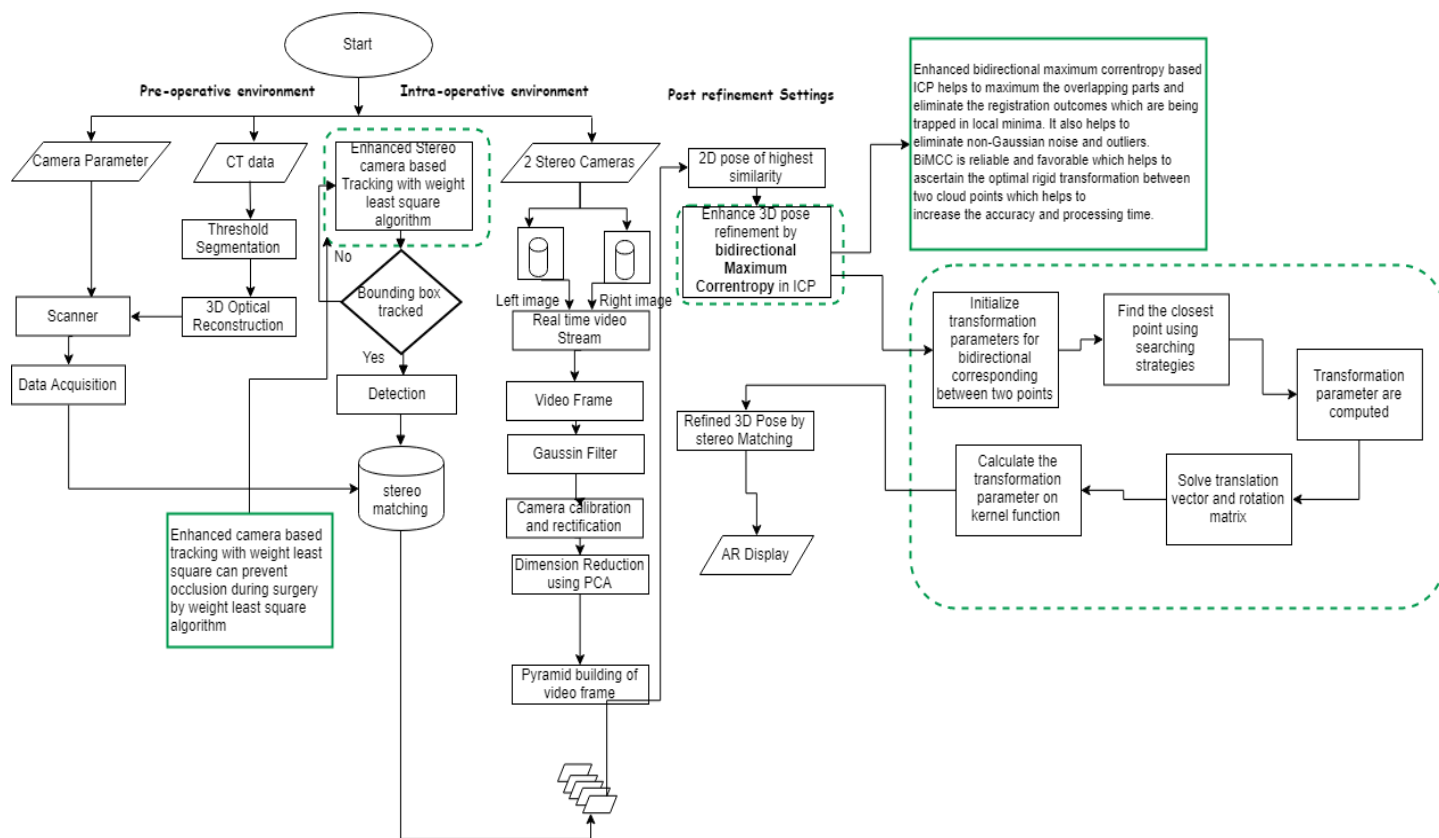 Start
Pre-operative environment
Intra-operative environment
Post refinement Settings
Camera Parameter
CT data
Threshold
Segmentation
3D Optical
Reconstruction
Scanner
Data Acquisition
Enhanced Stereo
camera based
Tracking with weight
least square
algorithm
No
Bounding box
tracked
Yes
Detection
stereo
matching
Enhanced camera based
tracking with weight least
square can prevent
occlusion during surgery
by weight least square
algorithm
2 Stereo Cameras
Left image
Right image
Real time video
Stream
Video Frame
Gaussin Filter
Camera calibration
and rectification
Dimension Reduction
using PCA
Pyramid building of
video frame
2D pose of highest
similarity
Enhance 3D pose
refinement by
bidirectional
Maximum
Correntropy in ICP
Enhanced bidirectional maximum correntropy based
ICP helps to maximum the overlapping parts and
eliminate the registration outcomes which are being
trapped in local minima. It also helps to
eliminate non-Gaussian noise and outliers.
BiMCC is reliable and favorable which helps to
ascertain the optimal rigid transformation between
two cloud points which helps to
increase the accuracy and processing time.
Initialize
transformation
parameters for
bidirectional
corresponding
between two points
Find the closest
point using
searching
strategies
Transformation
parameter are
computed
Solve translation
vector and rotation
matrix
Calculate the
transformation
parameter on
kernel function
Refined 3D Pose by
stereo Matching
AR Display